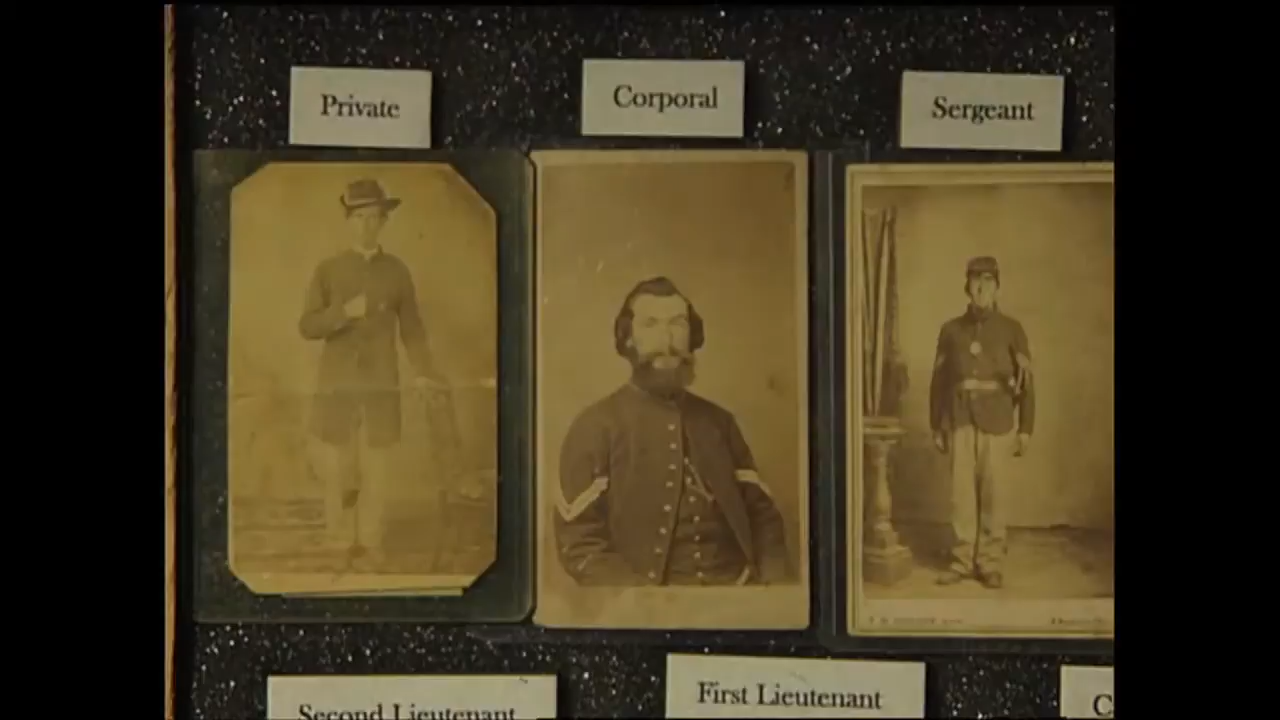 Private
Corporal
Sergeant
Second Lieutenant
First Lieutenant
C